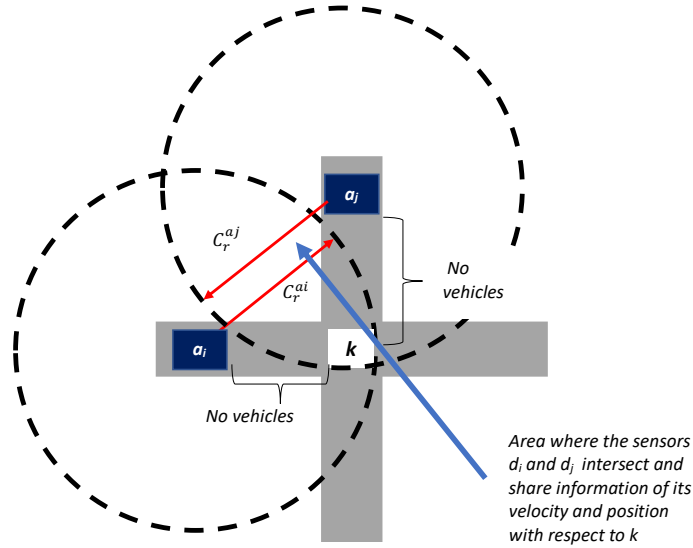 a_j
C_r^{aj}
C_r^{ai}
No
vehicles
a_i
k
No vehicles
Area where the sensors
d_i and d_j intersect and
share information of its
velocity and position
with respect to k